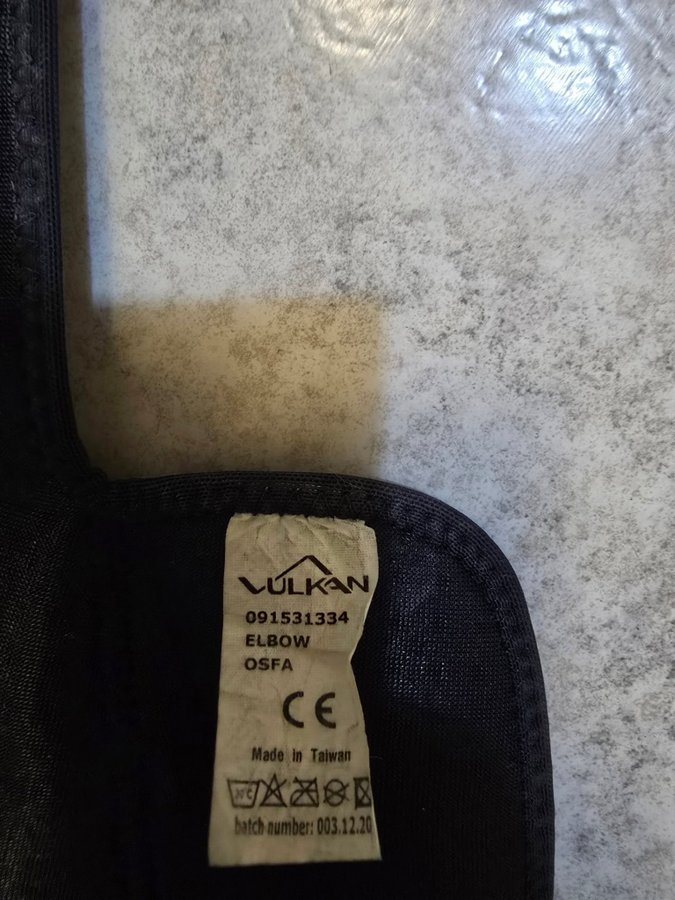 VULKAN
091531334
ELBOW
OSFA
CE
Made in Taiwan
batch number: 003.12.20